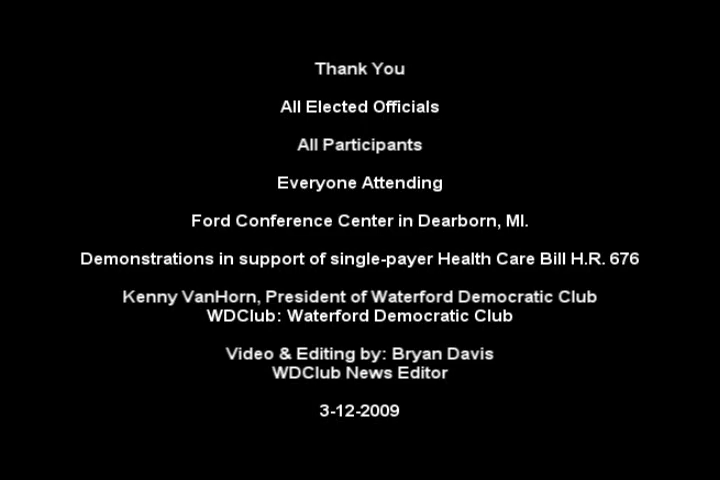 Thank You
All Elected Officials
All Participants
Everyone Attending
Ford Conference Center in Dearborn, MI.
Demonstrations in support of single-payer Health Care Bill H.R. 676
Kenny VanHorn, President of Waterford Democratic Club
WDClub: Waterford Democratic Club
Video & Editing by: Bryan Davis
WDClub News Editor
3-12-2009